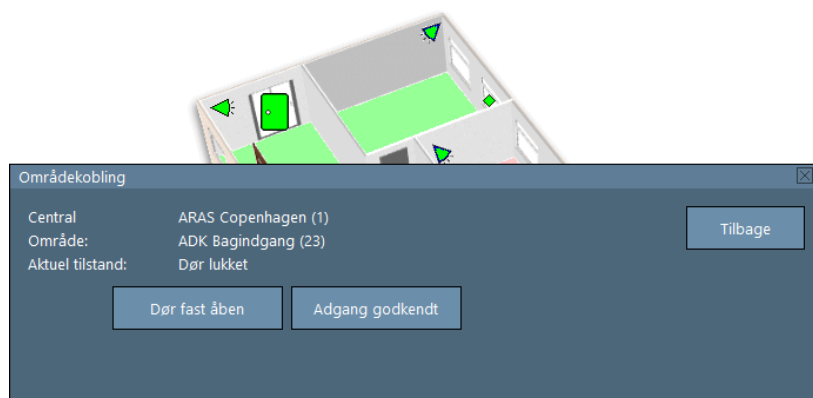 Områdekobling
Central ARAS Copenhagen (1)
Område: ADK Bagindgang (23)
Aktuel tilstand: Dør lukket
Tilbage
Dør fast åben Adgang godkendt